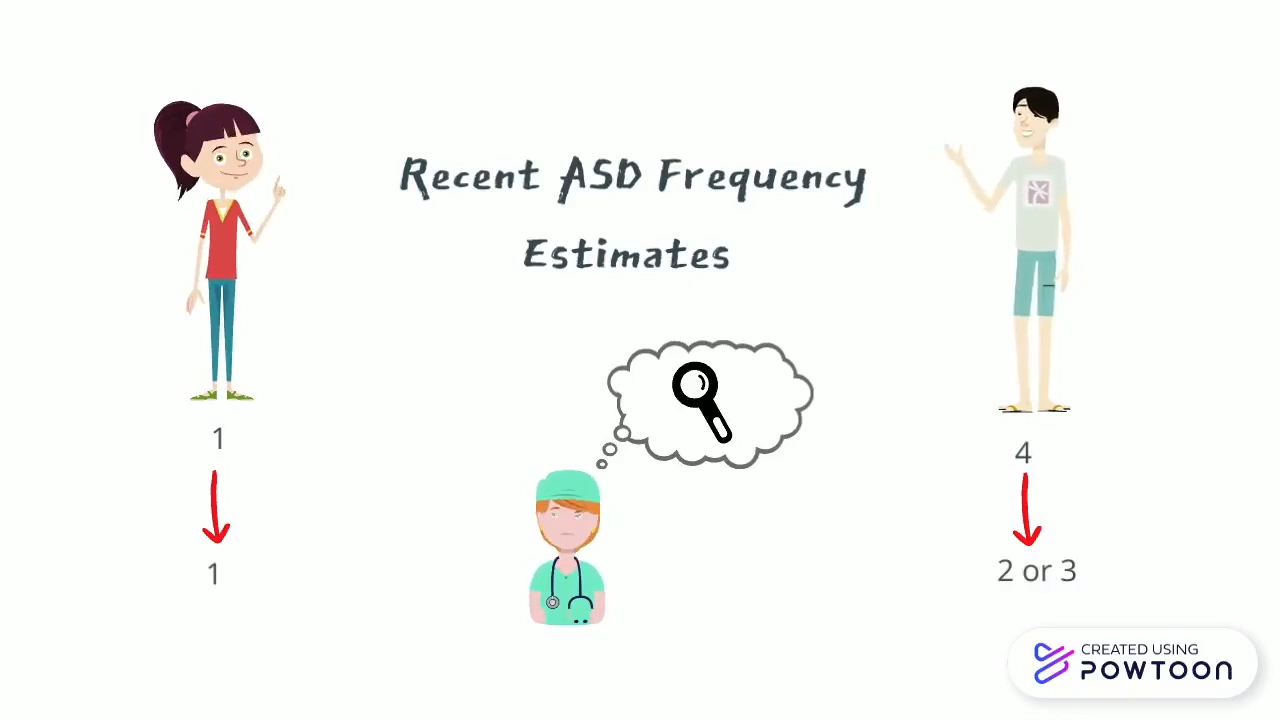 Recent ASD Frequency
Estimates
1
4
1
2 or 3
CREATED USING
POWTOON